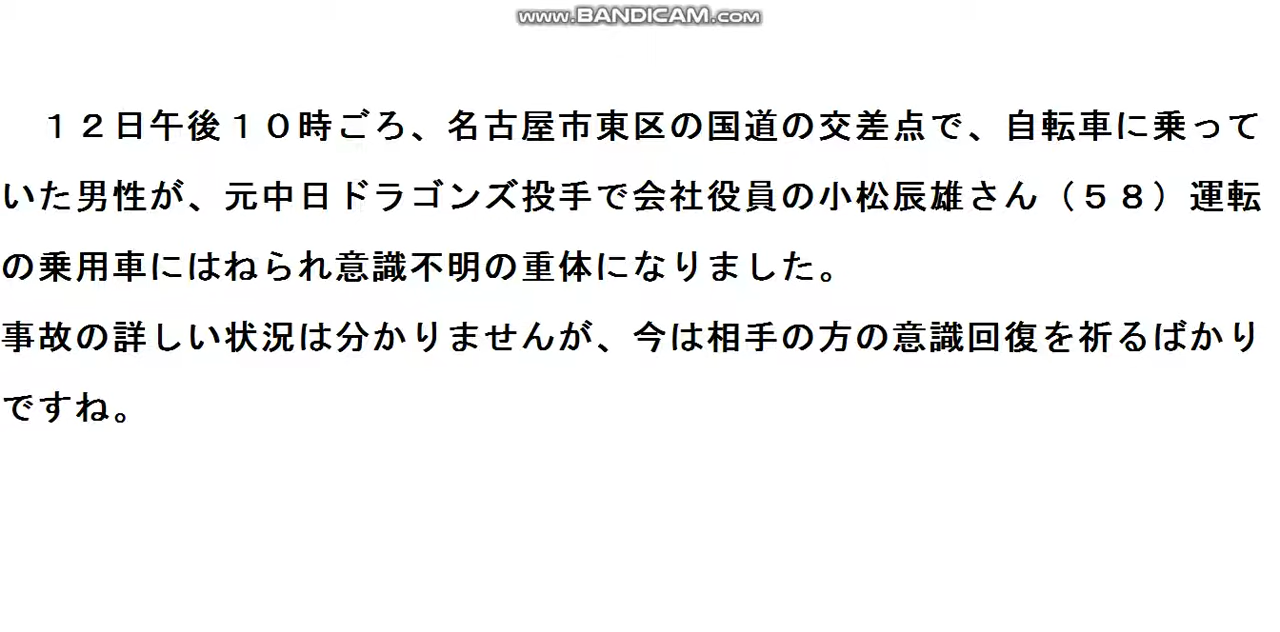 www.BANDICAM.com
　１２日午後１０時ごろ、名古屋市東区の国道の交差点で、自転車に乗って
いた男性が、元中日ドラゴンズ投手で会社役員の小松辰雄さん（５８）運転
の乗用車にはねられ意識不明の重体になりました。
事故の詳しい状況は分かりませんが、今は相手の方の意識回復を祈るばかり
ですね。